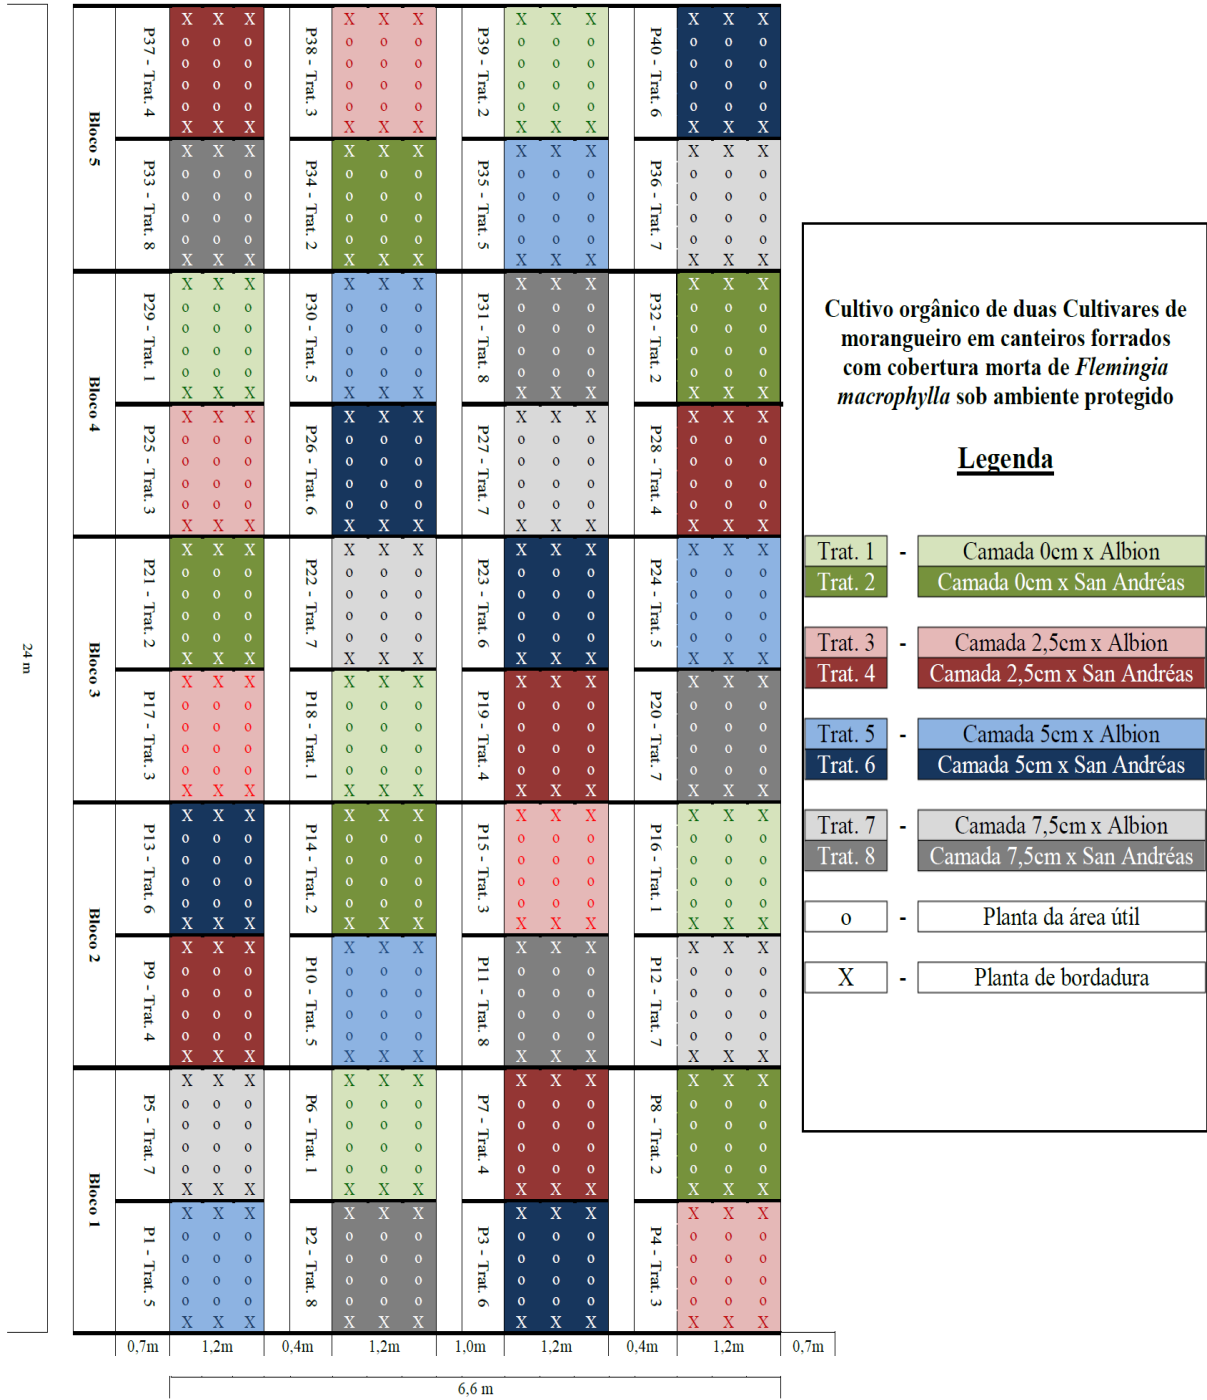 24 m
Bloco 5
P37 - Trat. 4
P38 - Trat. 3
P39 - Trat. 2
P40 - Trat. 6
X X X X X X X X X X X X
o o o o o o o o o o o o
o o o o o o o o o o o o
o o o o o o o o o o o o
o o o o o o o o o o o o
X X X X X X X X X X X X
P33 - Trat. 8
P34 - Trat. 2
P35 - Trat. 5
P36 - Trat. 7
X X X X X X X X X X X X
o o o o o o o o o o o o
o o o o o o o o o o o o
o o o o o o o o o o o o
o o o o o o o o o o o o
X X X X X X X X X X X X
Bloco 4
P29 - Trat. 1
P30 - Trat. 5
P31 - Trat. 8
P32 - Trat. 2
X X X X X X X X X X X X
o o o o o o o o o o o o
o o o o o o o o o o o o
o o o o o o o o o o o o
o o o o o o o o o o o o
X X X X X X X X X X X X
P25 - Trat. 3
P26 - Trat. 6
P27 - Trat. 7
P28 - Trat. 4
X X X X X X X X X X X X
o o o o o o o o o o o o
o o o o o o o o o o o o
o o o o o o o o o o o o
o o o o o o o o o o o o
X X X X X X X X X X X X
Bloco 3
P21 - Trat. 2
P22 - Trat. 7
P23 - Trat. 6
P24 - Trat. 5
X X X X X X X X X X X X
o o o o o o o o o o o o
o o o o o o o o o o o o
o o o o o o o o o o o o
o o o o o o o o o o o o
X X X X X X X X X X X X
P17 - Trat. 3
P18 - Trat. 1
P19 - Trat. 4
P20 - Trat. 7
X X X X X X X X X X X X
o o o o o o o o o o o o
o o o o o o o o o o o o
o o o o o o o o o o o o
o o o o o o o o o o o o
X X X X X X X X X X X X
Bloco 2
P13 - Trat. 6
P14 - Trat. 2
P15 - Trat. 3
P16 - Trat. 1
X X X X X X X X X X X X
o o o o o o o o o o o o
o o o o o o o o o o o o
o o o o o o o o o o o o
o o o o o o o o o o o o
X X X X X X X X X X X X
P9 - Trat. 4
P10 - Trat. 5
P11 - Trat. 8
P12 - Trat. 7
X X X X X X X X X X X X
o o o o o o o o o o o o
o o o o o o o o o o o o
o o o o o o o o o o o o
o o o o o o o o o o o o
X X X X X X X X X X X X
Bloco 1
P5 - Trat. 7
P6 - Trat. 1
P7 - Trat. 4
P8 - Trat. 2
X X X X X X X X X X X X
o o o o o o o o o o o o
o o o o o o o o o o o o
o o o o o o o o o o o o
o o o o o o o o o o o o
X X X X X X X X X X X X
P1 - Trat. 5
P2 - Trat. 8
P3 - Trat. 6
P4 - Trat. 3
X X X X X X X X X X X X
o o o o o o o o o o o o
o o o o o o o o o o o o
o o o o o o o o o o o o
o o o o o o o o o o o o
X X X X X X X X X X X X
0,7m 1,2m 0,4m 1,2m 1,0m 1,2m 0,4m 1,2m 0,7m
6,6 m
Cultivo orgânico de duas Cultivares de
morangueiro em canteiros forrados
com cobertura morta de Flemingia
macrophylla sob ambiente protegido
Legenda
Trat. 1 - Camada 0cm x Albion
Trat. 2 Camada 0cm x San Andréas
Trat. 3 - Camada 2,5cm x Albion
Trat. 4 Camada 2,5cm x San Andréas
Trat. 5 - Camada 5cm x Albion
Trat. 6 Camada 5cm x San Andréas
Trat. 7 - Camada 7,5cm x Albion
Trat. 8 Camada 7,5cm x San Andréas
o - Planta da área útil
X - Planta de bordadura